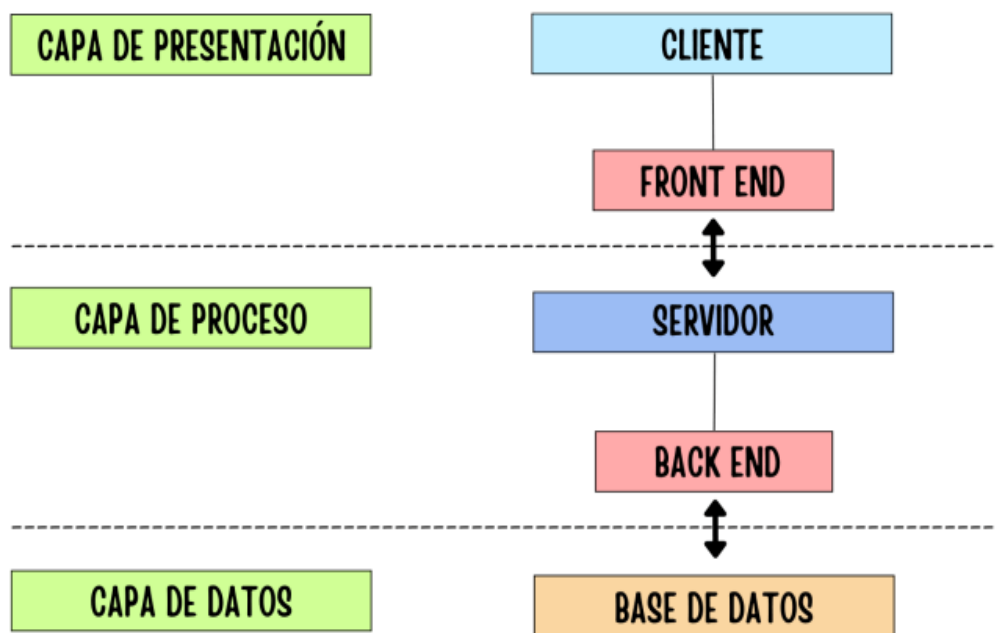 CAPA DE PRESENTACIÓN
CLIENTE
FRONT END
CAPA DE PROCESO
SERVIDOR
BACK END
CAPA DE DATOS
BASE DE DATOS